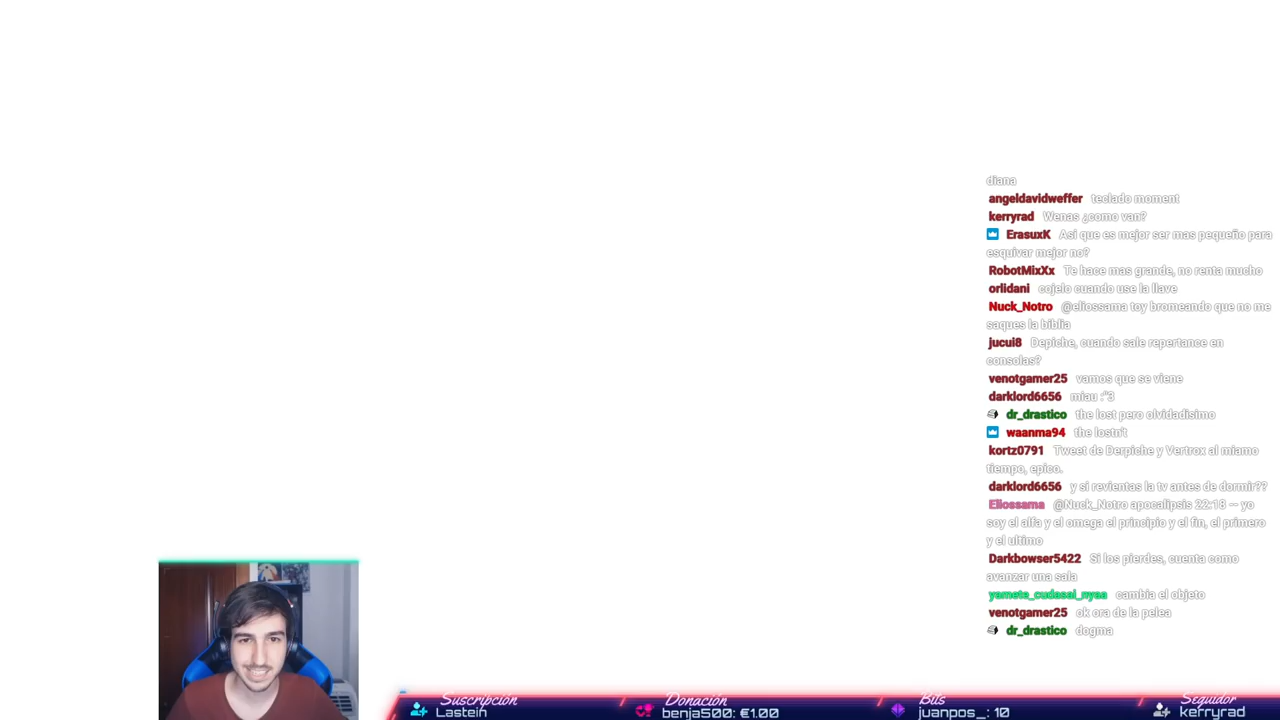 diana
angeldavidweffer teclado moment
kerryrad Wenas ¿como van?
ErasuxK Asi que es mejor ser mas pequeño para
esquivar mejor no?
RobotMixXx Te hace mas grande, no renta mucho
orlidani cojelo cuando use la llave
Nuck_Notro @eliossama toy bromeando que no me
saques la biblia
jucui8 Depiche, cuando sale repertance en
consolas?
venotgamer25 vamos que se viene
darklord6656 miau :"3
dr_drastico the lost pero olvidadisimo
waanma94 the lostn't
kortz0791 Tweet de Derpiche y Vertrox al miamo
tiempo, epico.
darklord6656 y si revientas la tv antes de dormir??
Eliossama @Nuck_Notro apocalipsis 22:18 -- yo
soy el alfa y el omega el principio y el fin, el primero
y el ultimo
Darkbowser5422 Si los pierdes, cuenta como
avanzar una sala
yamete_cudasai_nyaa cambia el objeto
venotgamer25 ok ora de la pelea
dr_drastico dogma
Suscripción
Lastein
Donación
benja500: €1.00
Bits
juanpos_: 10
Seguidor
kerryrad